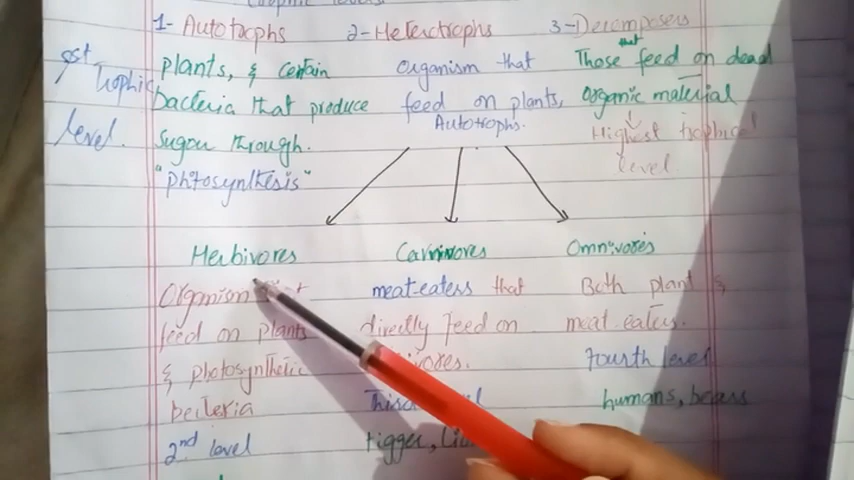 1- Autotrophs 2- Heterotrophs 3- Decomposers
1st trophic level.
plants, & certain bacteria that produce sugar through.
"photosynthesis"
Organism that feed on plants, Autotrophs.
Those that feed on dead Organic material
↓
Highest trophical level
Herbivores Carnivores Omnivores
Organism
feed on plants
& photosynthetic
bacteria
2nd level
meat-eaters that
directly feed on
level
tigger,
Both plant &
meat-eaters.
Fourth level
humans, bears